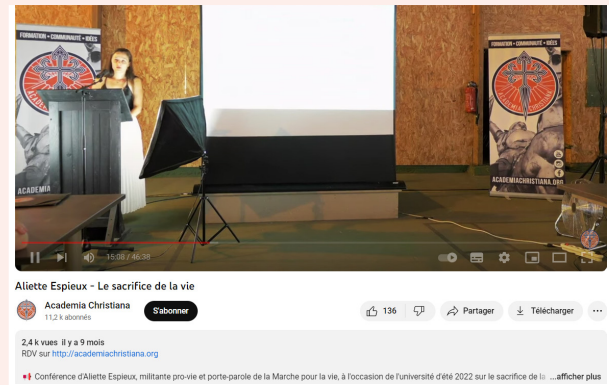 FORMATION • COMMUNAUTÉ • IDÉES
FORMATION • COMMUNAUTÉ • IDÉES
ACADEMIA
ACADEMIACHRISTIANA.ORG
15:08 / 46:38
Aliette Espieux - Le sacrifice de la vie
Academia Christiana
11,2 k abonnés
S'abonner
136
Partager
Télécharger
2,4 k vues il y a 9 mois
RDV sur http://academiachristiana.org
Conférence d'Aliette Espieux, militante pro-vie et porte-parole de la Marche pour la vie, à l'occasion de l'université d'été 2022 sur le sacrifice de la ...afficher plus